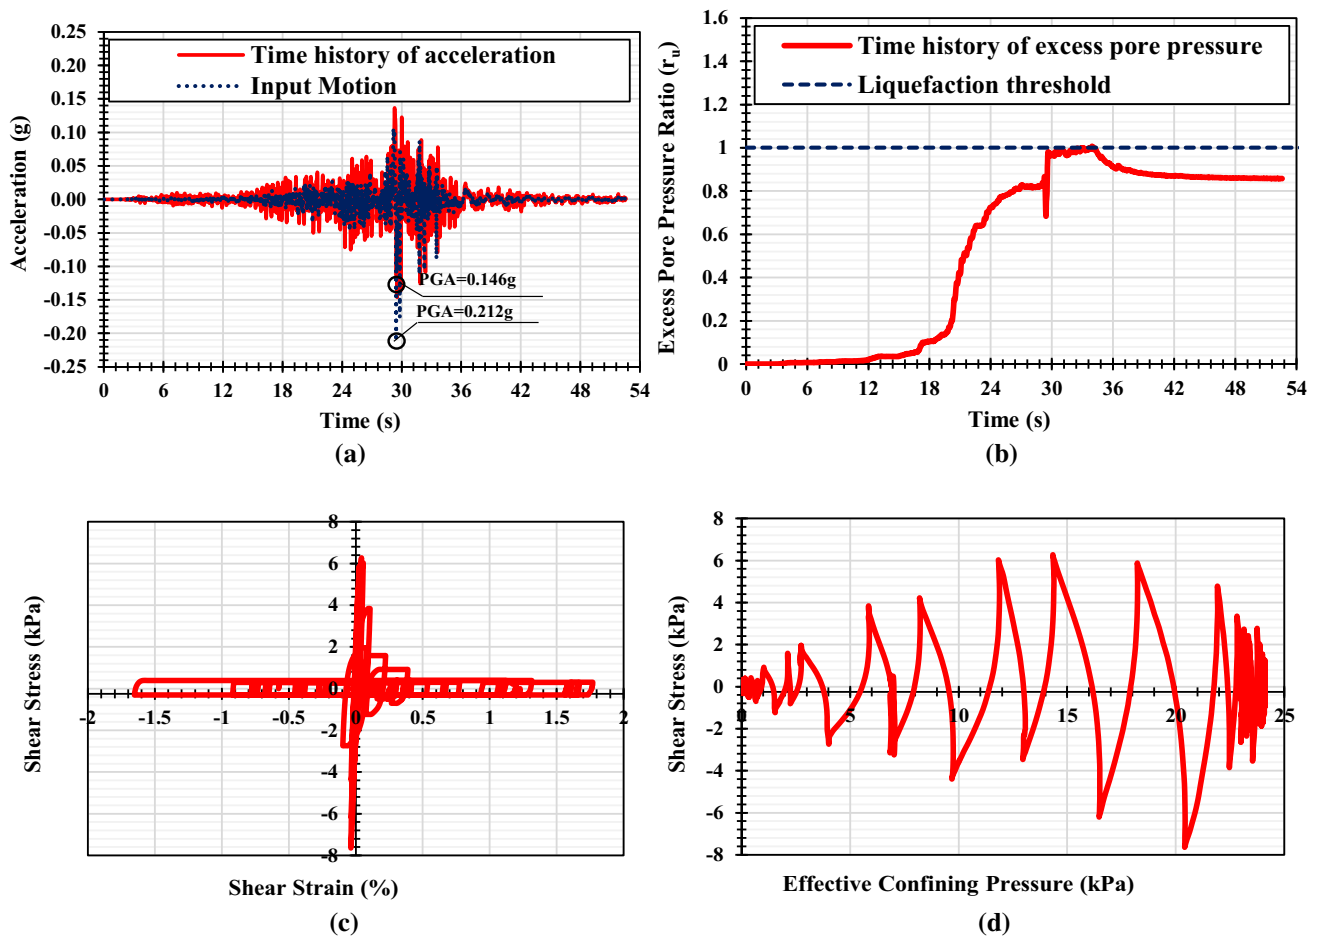 0.25
0.20
0.15
0.10
0.05
0.00
-0.05
-0.10
-0.15
-0.20
-0.25
Acceleration (g)
Time history of acceleration
Input Motion
PGA=0.146g
PGA=0.212g
0 6 12 18 24 30 36 42 48 54
Time (s)
(a)
1.6
1.4
1.2
1
0.8
0.6
0.4
0.2
0
Excess Pore Pressure Ratio (ru)
Time history of excess pore pressure
Liquefaction threshold
0 6 12 18 24 30 36 42 48 54
Time (s)
(b)
8
6
4
2
0
-2
-4
-6
-8
Shear Stress (kPa)
-2 -1.5 -1 -0.5 0 0.5 1 1.5 2
Shear Strain (%)
(c)
8
6
4
2
0
-2
-4
-6
-8
Shear Stress (kPa)
0 5 10 15 20 25
Effective Confining Pressure (kPa)
(d)